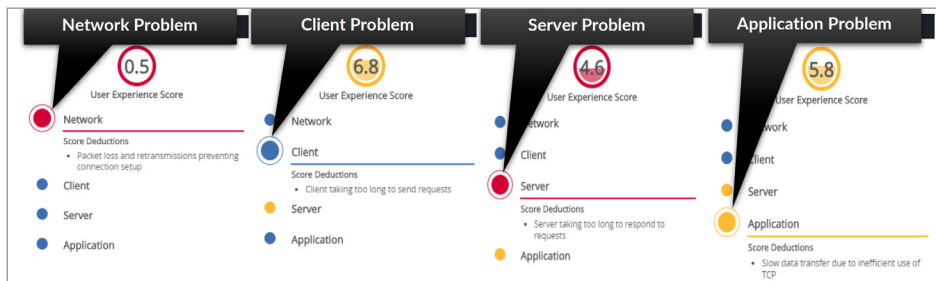 Network Problem
0.5
User Experience Score
Network
Score Deductions
• Packet loss and retransmissions preventing
connection setup
Client
Server
Application
Client Problem
6.8
User Experience Score
Network
Client
Score Deductions
• Client taking too long to send requests
Server
Application
Server Problem
4.6
User Experience Score
Network
Client
Server
Score Deductions
• Server taking too long to respond to
requests
Application
Application Problem
5.8
User Experience Score
Network
Client
Server
Application
Score Deductions
• Slow data transfer due to inefficient use of
TCP